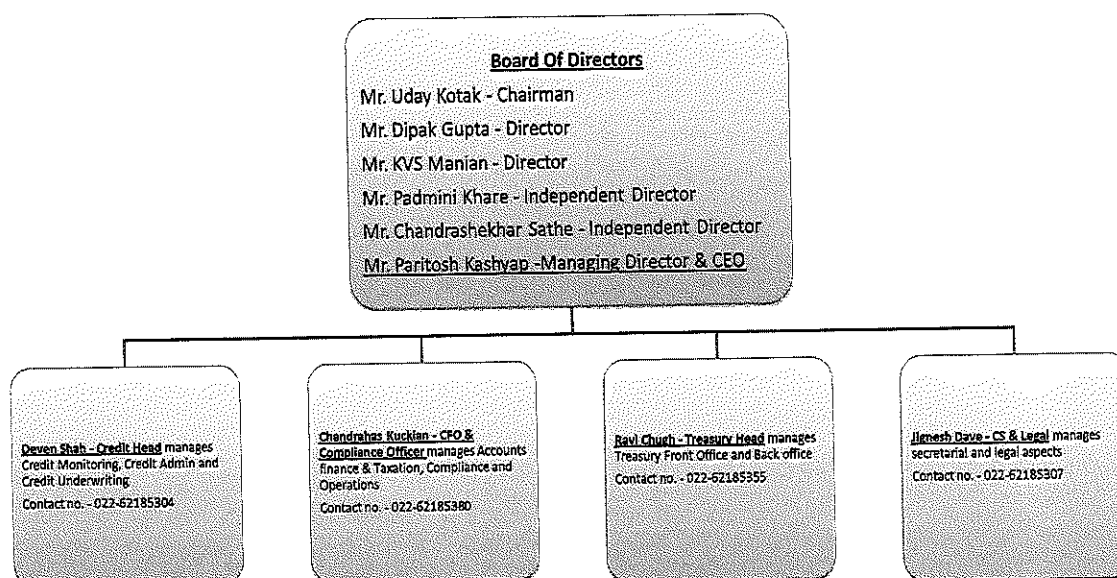 Board Of Directors
Mr. Uday Kotak - Chairman
Mr. Dipak Gupta - Director
Mr. KVS Manian - Director
Mr. Padmini Khare - Independent Director
Mr. Chandrashekhar Sathe - Independent Director
Mr. Paritosh Kashyap -Managing Director & CEO
Deven Shah - Credit Head manages
Credit Monitoring, Credit Admin and
Credit Underwriting
Contact no. - 022-62185304
Chandrahas Kuckian - CFO &
Compliance Officer manages Accounts
finance & Taxation, Compliance and
Operations
Contact no. - 022-62185380
Ravi Chugh - Treasury Head manages
Treasury Front Office and Back office
Contact no. - 022-62185355
Jignesh Dave - CS & Legal manages
secretarial and legal aspects
Contact no. - 022-62185307